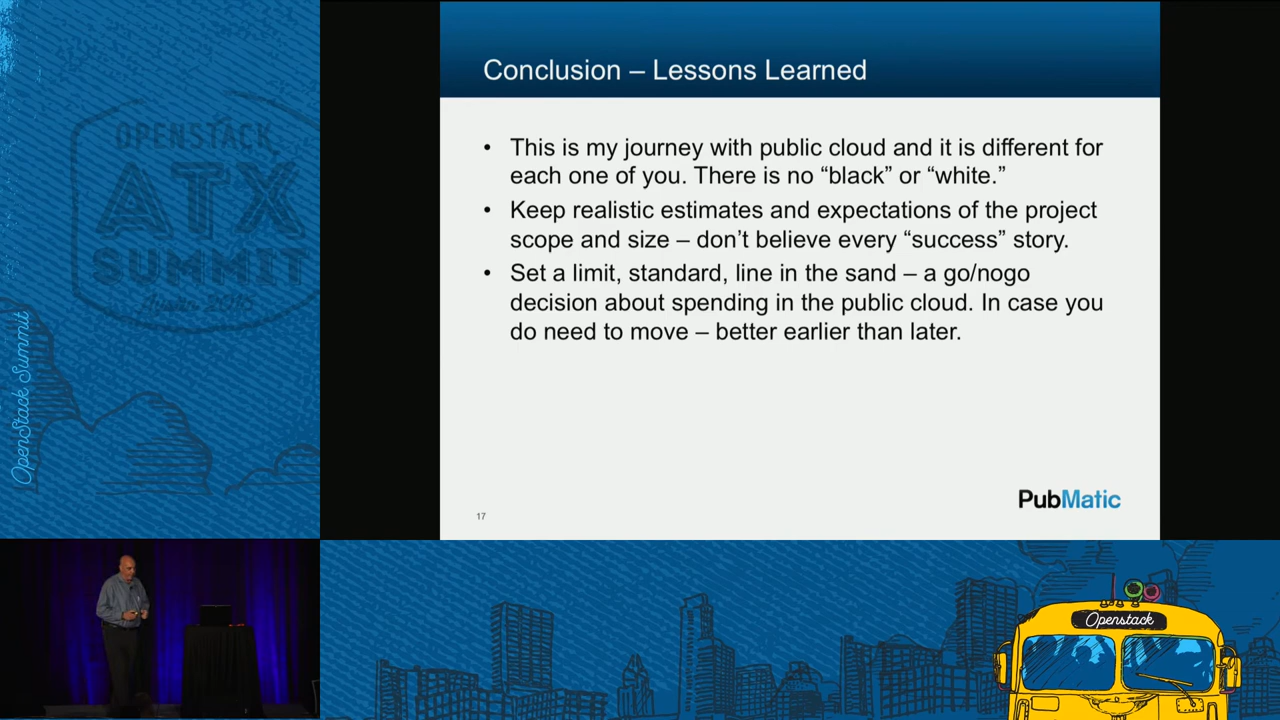 Conclusion – Lessons Learned
• This is my journey with public cloud and it is different for
each one of you. There is no “black” or “white.”
• Keep realistic estimates and expectations of the project
scope and size – don’t believe every “success” story.
• Set a limit, standard, line in the sand – a go/nogo
decision about spending in the public cloud. In case you
do need to move – better earlier than later.
PubMatic
17
OPENSTACK
ATX
SUMMIT
Austin 2016
OpenStack Summit
Openstack